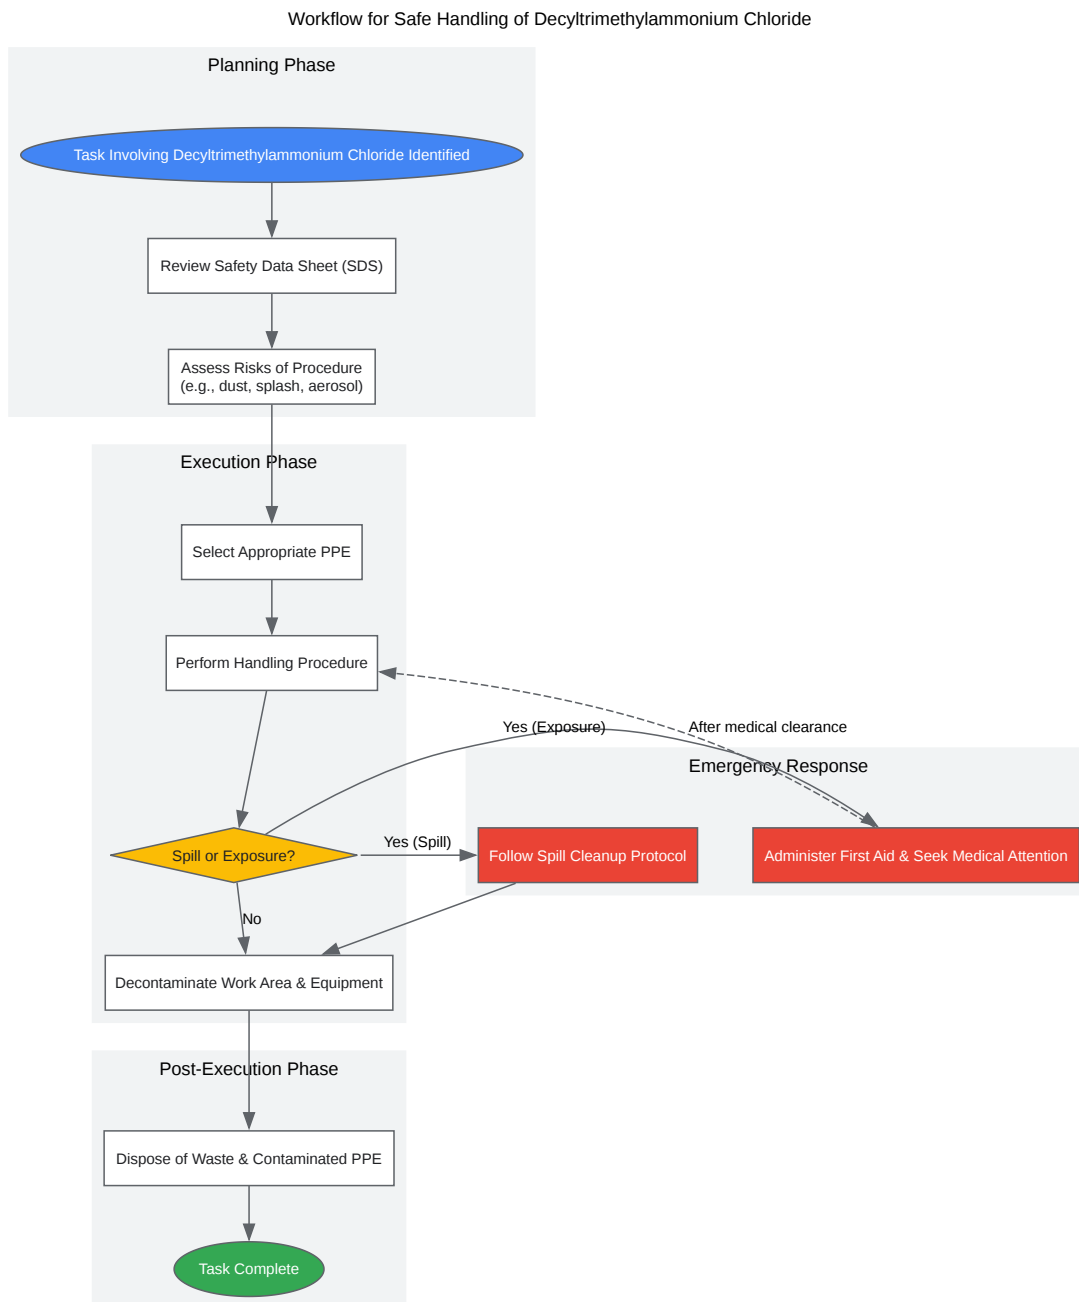 Workflow for Safe Handling of Decyltrimethylammonium Chloride
Planning Phase
Task Involving Decyltrimethylammonium Chloride Identified
Review Safety Data Sheet (SDS)
Assess Risks of Procedure
(e.g., dust, splash, aerosol)
Execution Phase
Select Appropriate PPE
Perform Handling Procedure
Yes (Exposure)
After medical clearance
Emergency Response
Spill or Exposure?
Yes (Spill)
Follow Spill Cleanup Protocol
Administer First Aid & Seek Medical Attention
No
Decontaminate Work Area & Equipment
Post-Execution Phase
Dispose of Waste & Contaminated PPE
Task Complete